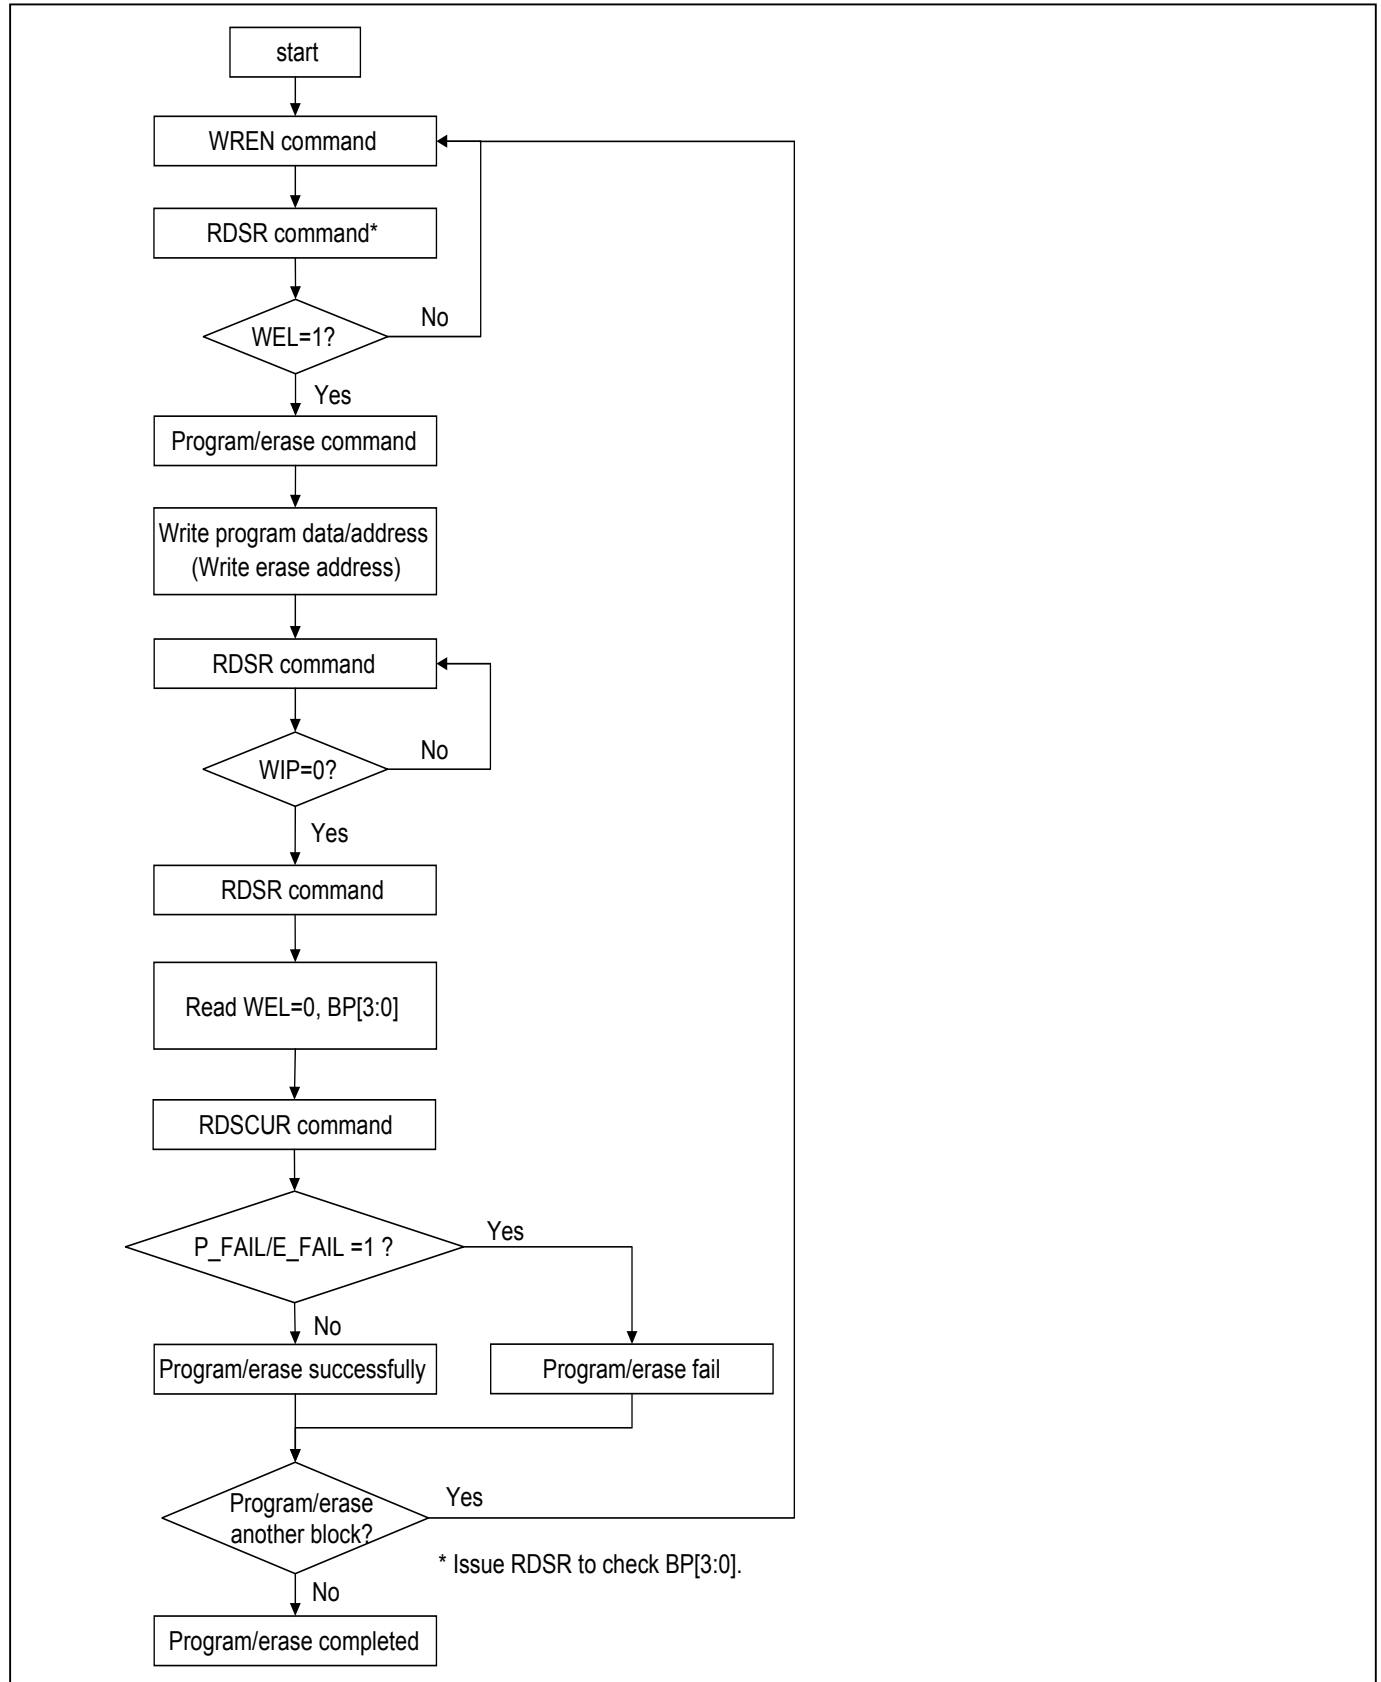 start
WREN command
RDSR command*
WEL=1?
No
Yes
Program/erase command
Write program data/address
(Write erase address)
RDSR command
WIP=0?
No
Yes
RDSR command
Read WEL=0, BP[3:0]
RDSCUR command
P_FAIL/E_FAIL =1 ?
Yes
No
Program/erase successfully
Program/erase fail
Program/erase
another block?
Yes
* Issue RDSR to check BP[3:0].
No
Program/erase completed